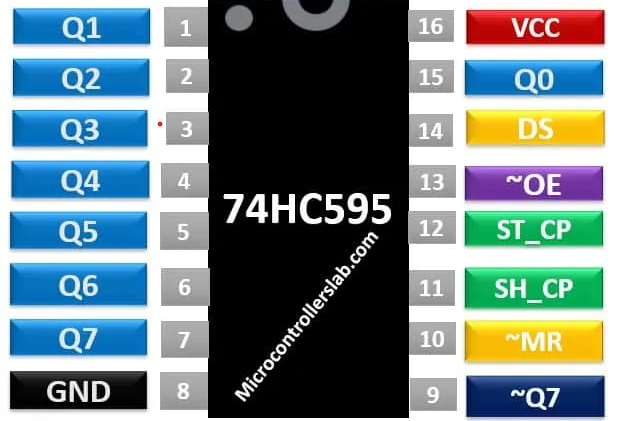 Q1 1 16 VCC
Q2 2 15 Q0
Q3 3 14 DS
Q4 4 13 ~OE
74HC595
Q5 5 12 ST_CP
Q6 6 11 SH_CP
Q7 7 10 ~MR
GND 8 9 ~Q7
Microcontrollerslab.com